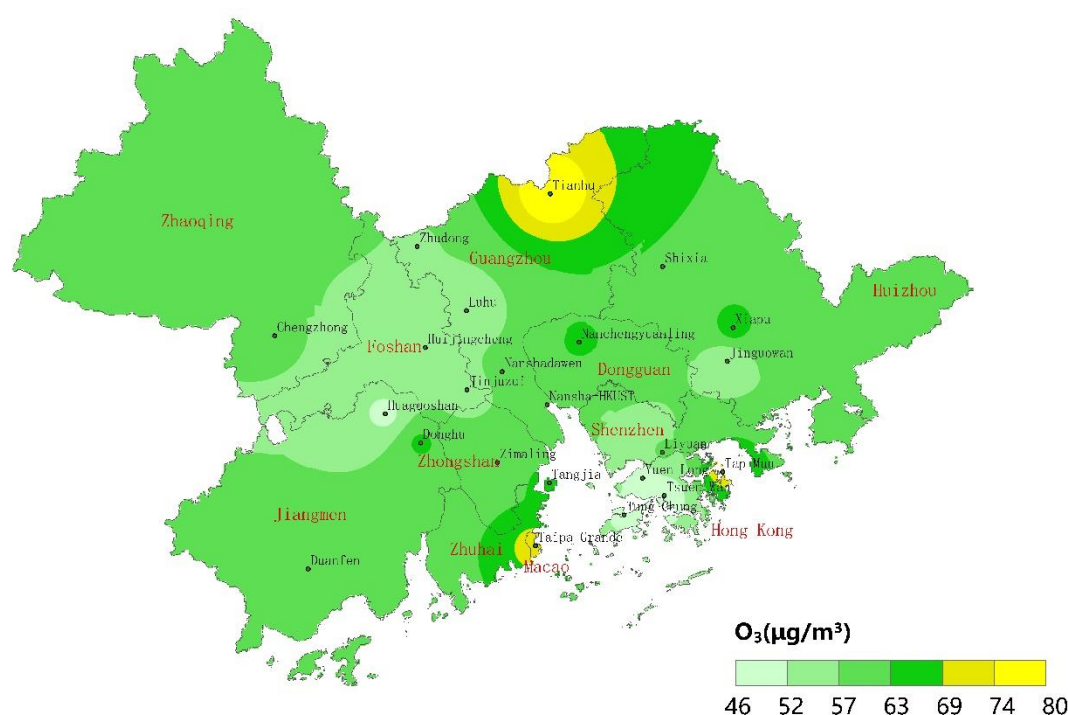 Tianhu
Zhaoqing
Zhudong
Guangzhou
Shixia
Huizhou
Luhu
Xiapu
Chengzhong
Huijingcheng
Nanchengyuanling
Foshan
Jinguowan
Nanshadawen
Dongguan
Jinjuzui
Nansha-HKUST
Huaguoshan
Shenzhen
Donghu
Liyuan
Zhongshan
Zimaling
Tap Mun
Tangjia
Yuen Long
Tsuen Wan
Jiangmen
Tung Chung
Hong Kong
Taipa Grande
Zhuhai
Duanfen
Macao
O₃(μg/m³)
46 52 57 63 69 74 80